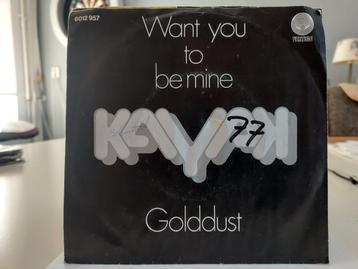 6012 957
Want you
to
be mine
KAYAK
77
Golddust